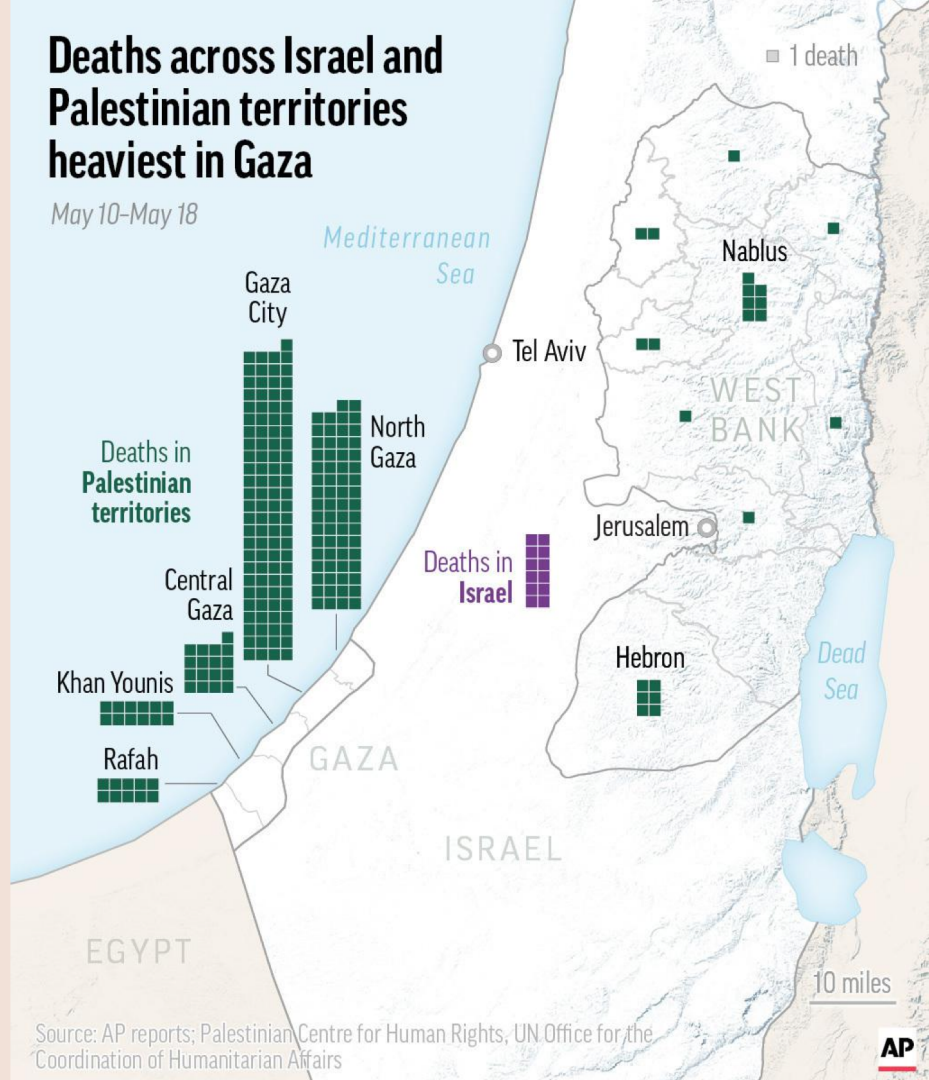 Deaths across Israel and
Palestinian territories
heaviest in Gaza
May 10–May 18
1 death
Mediterranean
Sea
Gaza
City
Nablus
Tel Aviv
WEST
BANK
North
Gaza
Deaths in
Palestinian
territories
Jerusalem
Deaths in
Israel
Central
Gaza
Khan Younis
Hebron
Dead
Sea
Rafah
GAZA
ISRAEL
EGYPT
10 miles
Source: AP reports; Palestinian Centre for Human Rights, UN Office for the
Coordination of Humanitarian Affairs
AP